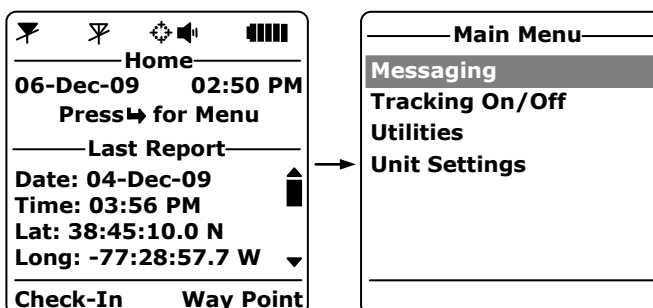 Home
06-Dec-09 02:50 PM
Press↳ for Menu
Last Report
Date: 04-Dec-09
Time: 03:56 PM
Lat: 38:45:10.0 N
Long: -77:28:57.7 W
Check-In Way Point
Main Menu
Messaging
Tracking On/Off
Utilities
Unit Settings